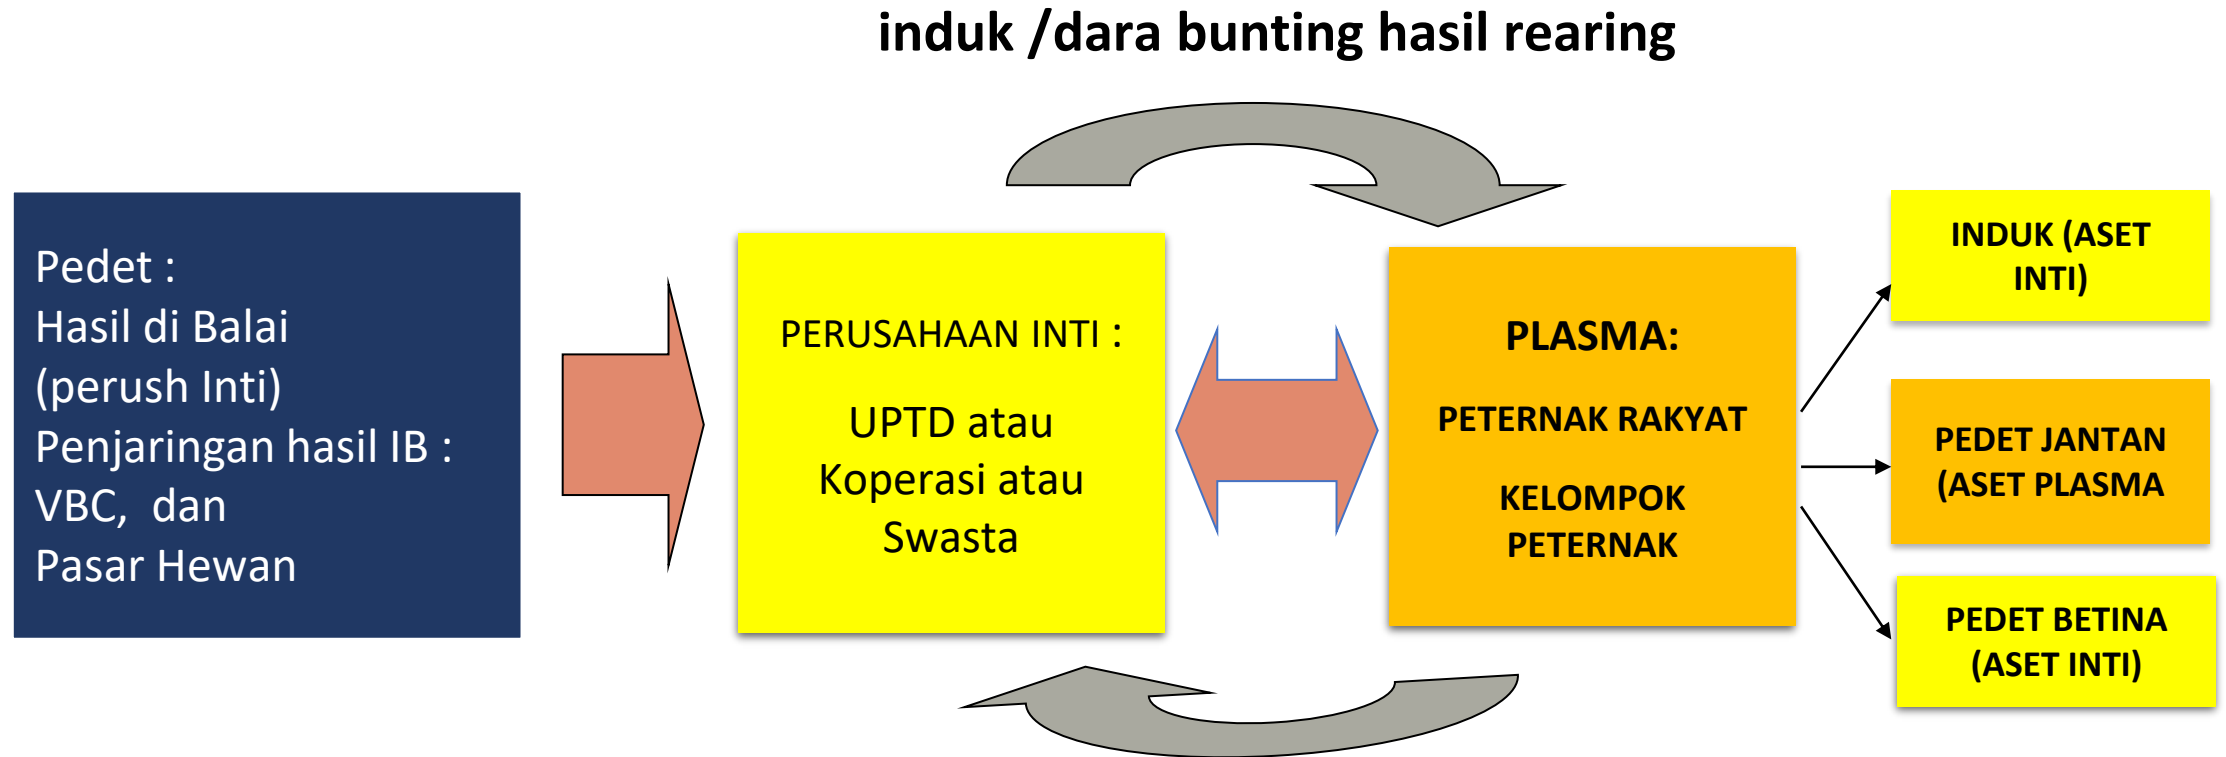 induk /dara bunting hasil rearing
Pedet :
Hasil di Balai
(perush Inti)
Penjaringan hasil IB :
VBC,  dan
Pasar Hewan
PERUSAHAAN INTI :
UPTD atau
Koperasi atau
Swasta
PLASMA:
PETERNAK RAKYAT
KELOMPOK
PETERNAK
INDUK (ASET
INTI)
PEDET JANTAN
(ASET PLASMA
PEDET BETINA
(ASET INTI)